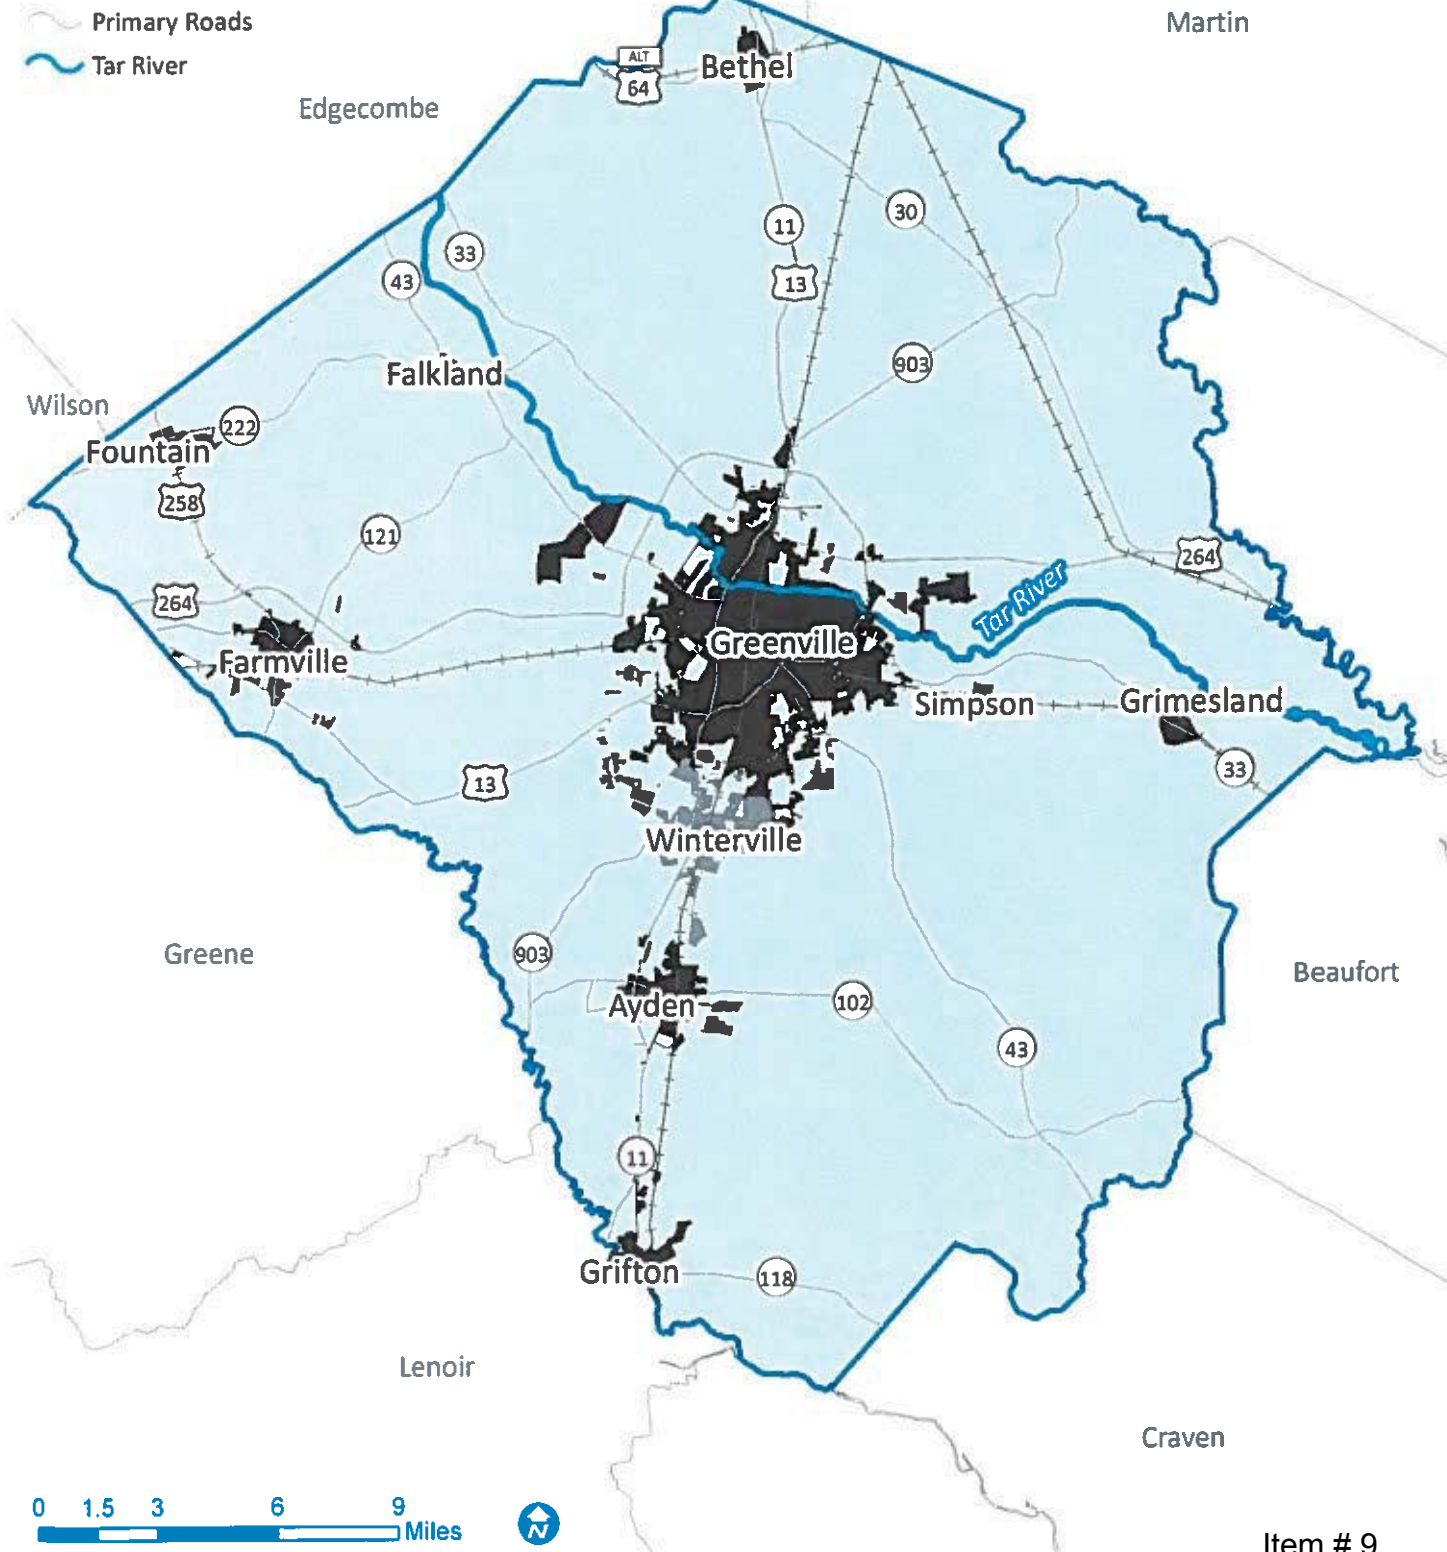 Primary Roads
Tar River
Martin
Edgecombe
ALT
64
Bethel
11
30
13
33
43
903
Falkland
Wilson
Fountain
222
258
121
264
264
Tar River
Farmville
Greenville
Simpson
Grimesland
33
13
Winterville
Greene
903
Beaufort
Ayden
102
43
11
Grifton
118
Lenoir
Craven
0 1.5 3 6 9
Miles
N
Item # 9